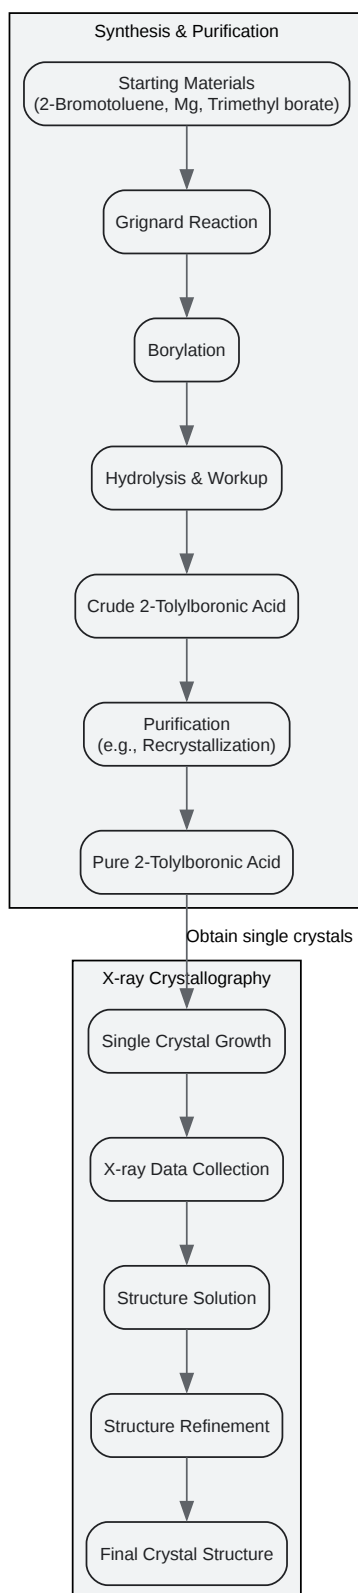 Synthesis & Purification
Starting Materials
(2-Bromotoluene, Mg, Trimethyl borate)
Grignard Reaction
Borylation
Hydrolysis & Workup
Crude 2-Tolylboronic Acid
Purification
(e.g., Recrystallization)
Pure 2-Tolylboronic Acid
Obtain single crystals
X-ray Crystallography
Single Crystal Growth
X-ray Data Collection
Structure Solution
Structure Refinement
Final Crystal Structure